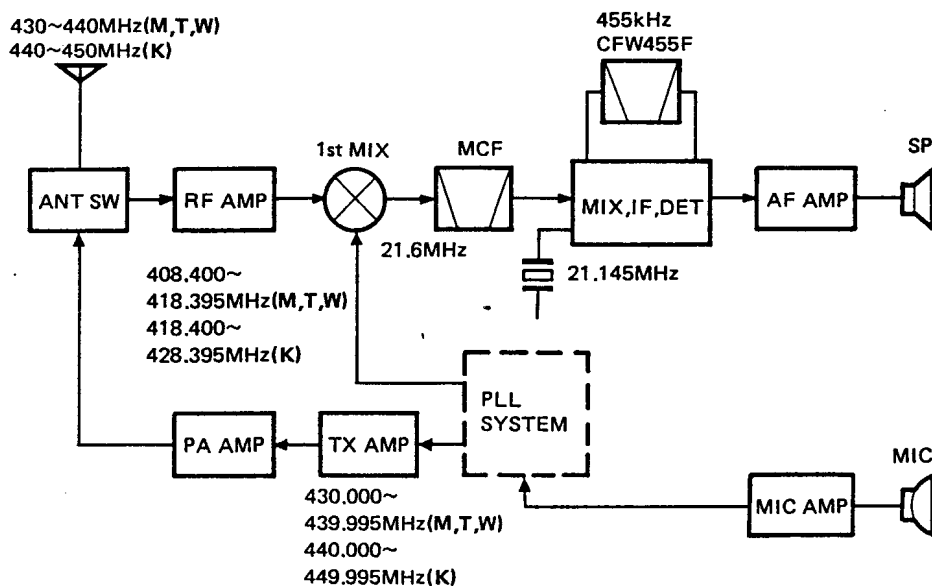 430~440MHz(M,T,W)
440~450MHz(K)
455kHz
CFW455F
1st MIX
MCF
SP
ANT SW
RF AMP
MIX,IF,DET
AF AMP
21.6MHz
21.145MHz
408.400~
418.395MHz(M,T,W)
418.400~
428.395MHz(K)
PLL
SYSTEM
PA AMP
TX AMP
MIC
MIC AMP
430.000~
439.995MHz(M,T,W)
440.000~
449.995MHz(K)